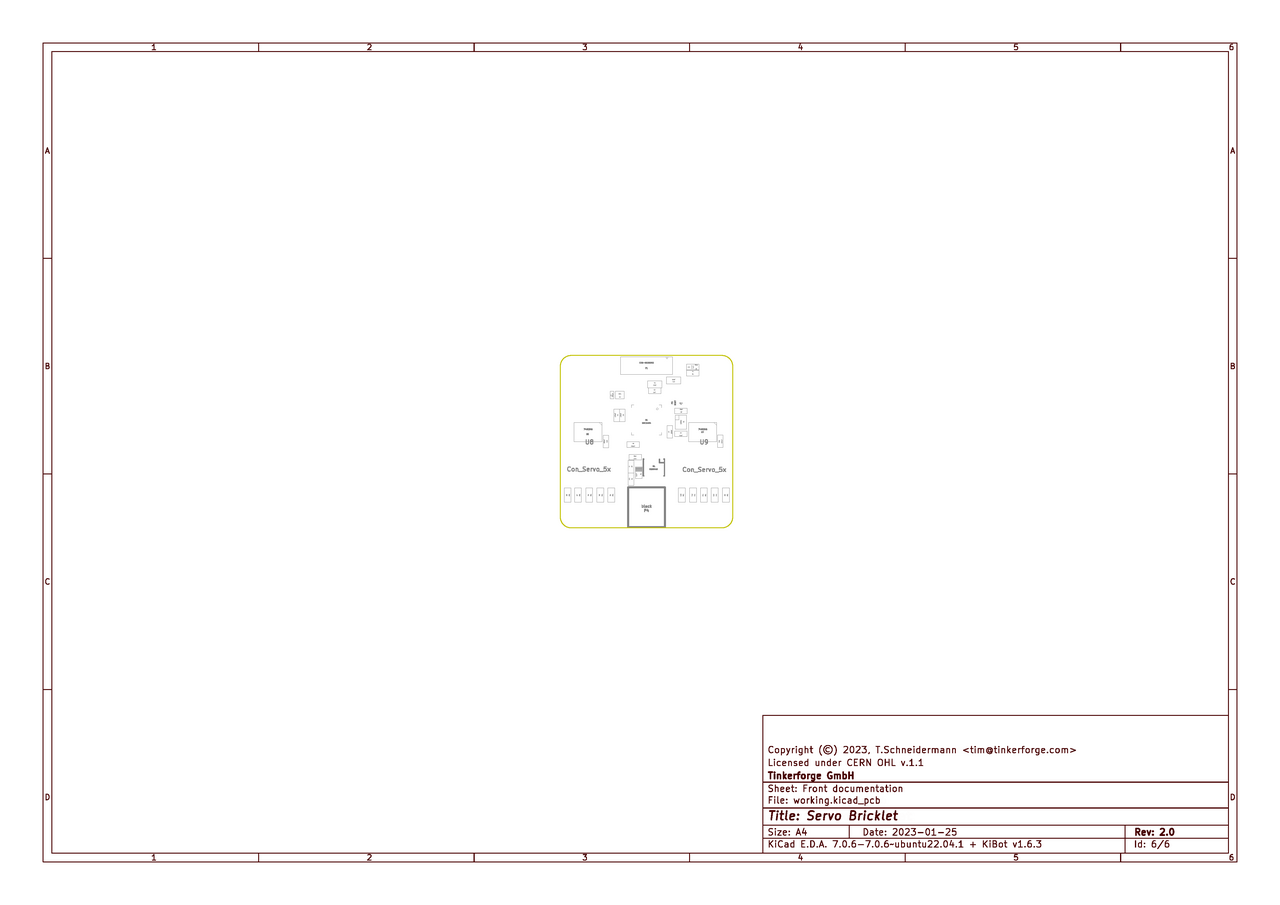 1 2 3 4 5 6
A A
B B
U8 U9
Con_Servo_5x Con_Servo_5x
black
P4
C C
D D
Copyright (©) 2023, T.Schneidermann <tim@tinkerforge.com>
Licensed under CERN OHL v.1.1
Tinkerforge GmbH
Sheet: Front documentation
File: working.kicad_pcb
Title: Servo Bricklet
Size: A4 Date: 2023-01-25 Rev: 2.0
KiCad E.D.A. 7.0.6-7.0.6~ubuntu22.04.1 + KiBot v1.6.3 Id: 6/6
1 2 3 4 5 6